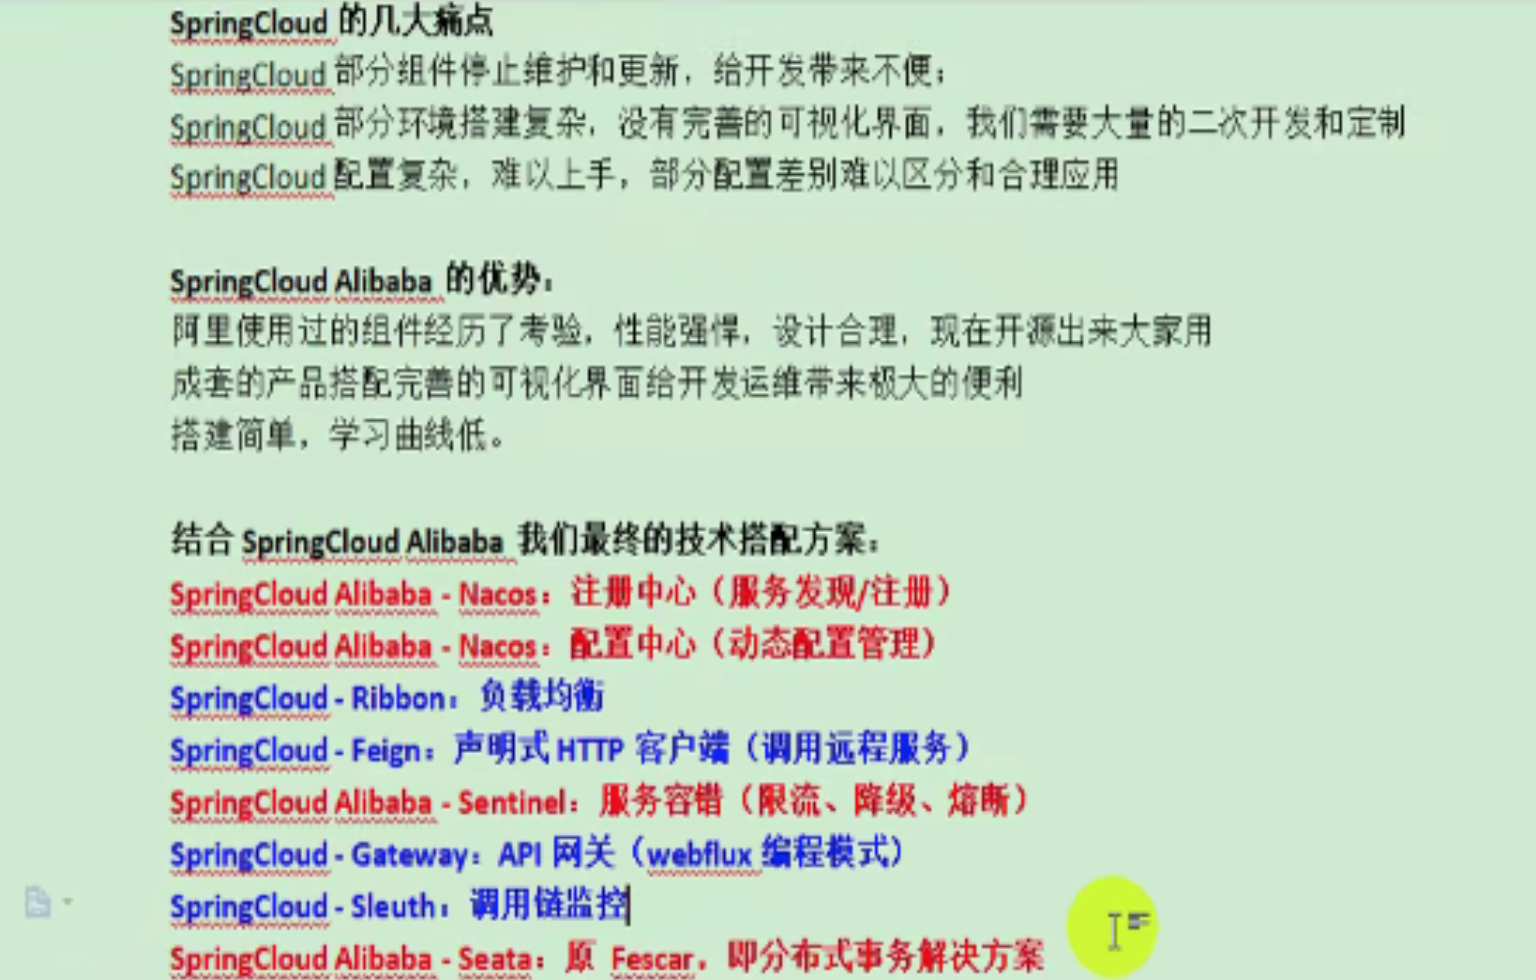 SpringCloud 的几大痛点
SpringCloud 部分组件停止维护和更新，给开发带来不便；
SpringCloud 部分环境搭建复杂，没有完善的可视化界面，我们需要大量的二次开发和定制
SpringCloud 配置复杂，难以上手，部分配置差别难以区分和合理应用
SpringCloud Alibaba 的优势：
阿里使用过的组件经历了考验，性能强悍，设计合理，现在开源出来大家用
成套的产品搭配完善的可视化界面给开发运维带来极大的便利
搭建简单，学习曲线低。
结合 SpringCloud Alibaba 我们最终的技术搭配方案：
SpringCloud Alibaba - Nacos：注册中心（服务发现/注册）
SpringCloud Alibaba - Nacos：配置中心（动态配置管理）
SpringCloud - Ribbon：负载均衡
SpringCloud - Feign：声明式 HTTP 客户端（调用远程服务）
SpringCloud Alibaba - Sentinel：服务容错（限流、降级、熔断）
SpringCloud - Gateway：API 网关（webflux 编程模式）
SpringCloud - Sleuth：调用链监控
SpringCloud Alibaba - Seata：原 Fescar，即分布式事务解决方案